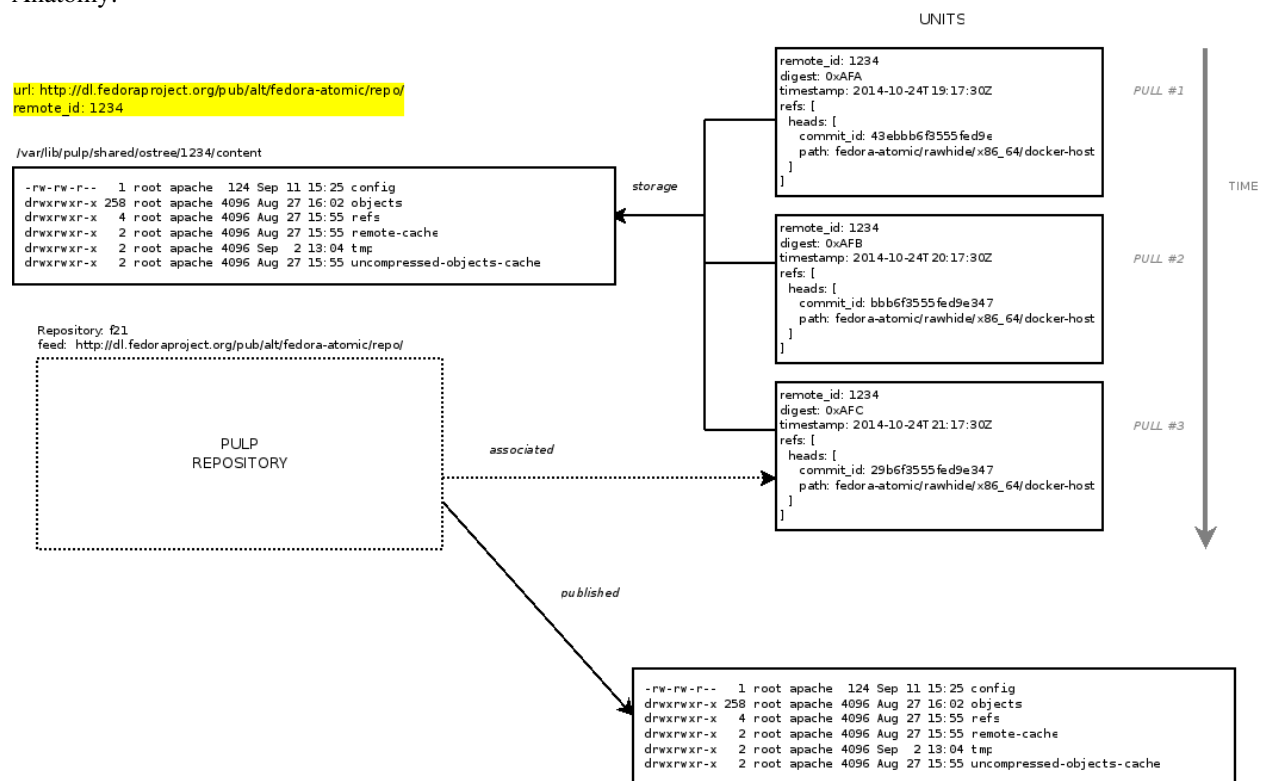 Anatomy:
UNITS
url: http://dl.fedoraproject.org/pub/alt/fedora-atomic/repo/
remote_id: 1234
/var/lib/pulp/shared/ostree/1234/content
-rw-rw-r-- 1 root apache 124 Sep 11 15:25 config
drwxrwxr-x 258 root apache 4096 Aug 27 16:02 objects
drwxrwxr-x 4 root apache 4096 Aug 27 15:55 refs
drwxrwxr-x 2 root apache 4096 Aug 27 15:55 remote-cache
drwxrwxr-x 2 root apache 4096 Sep 2 13:04 tmp
drwxrwxr-x 2 root apache 4096 Aug 27 15:55 uncompressed-objects-cache
storage
remote_id: 1234
digest: 0xAFA
timestamp: 2014-10-24T19:17:30Z
refs: [
heads: [
commit_id: 43ebbb6f3555fed9e
path: fedora-atomic/rawhide/x86_64/docker-host
]
]
PULL #1
TIME
remote_id: 1234
digest: 0xAFB
timestamp: 2014-10-24T20:17:30Z
refs: [
heads: [
commit_id: bbb6f3555fed9e347
path: fedora-atomic/rawhide/x86_64/docker-host
]
]
PULL #2
Repository: f21
feed: http://dl.fedoraproject.org/pub/alt/fedora-atomic/repo/
PULP
REPOSITORY
associated
remote_id: 1234
digest: 0xAFC
timestamp: 2014-10-24T21:17:30Z
refs: [
heads: [
commit_id: 29b6f3555fed9e347
path: fedora-atomic/rawhide/x86_64/docker-host
]
]
PULL #3
published
-rw-rw-r-- 1 root apache 124 Sep 11 15:25 config
drwxrwxr-x 258 root apache 4096 Aug 27 16:02 objects
drwxrwxr-x 4 root apache 4096 Aug 27 15:55 refs
drwxrwxr-x 2 root apache 4096 Aug 27 15:55 remote-cache
drwxrwxr-x 2 root apache 4096 Sep 2 13:04 tmp
drwxrwxr-x 2 root apache 4096 Aug 27 15:55 uncompressed-objects-cache